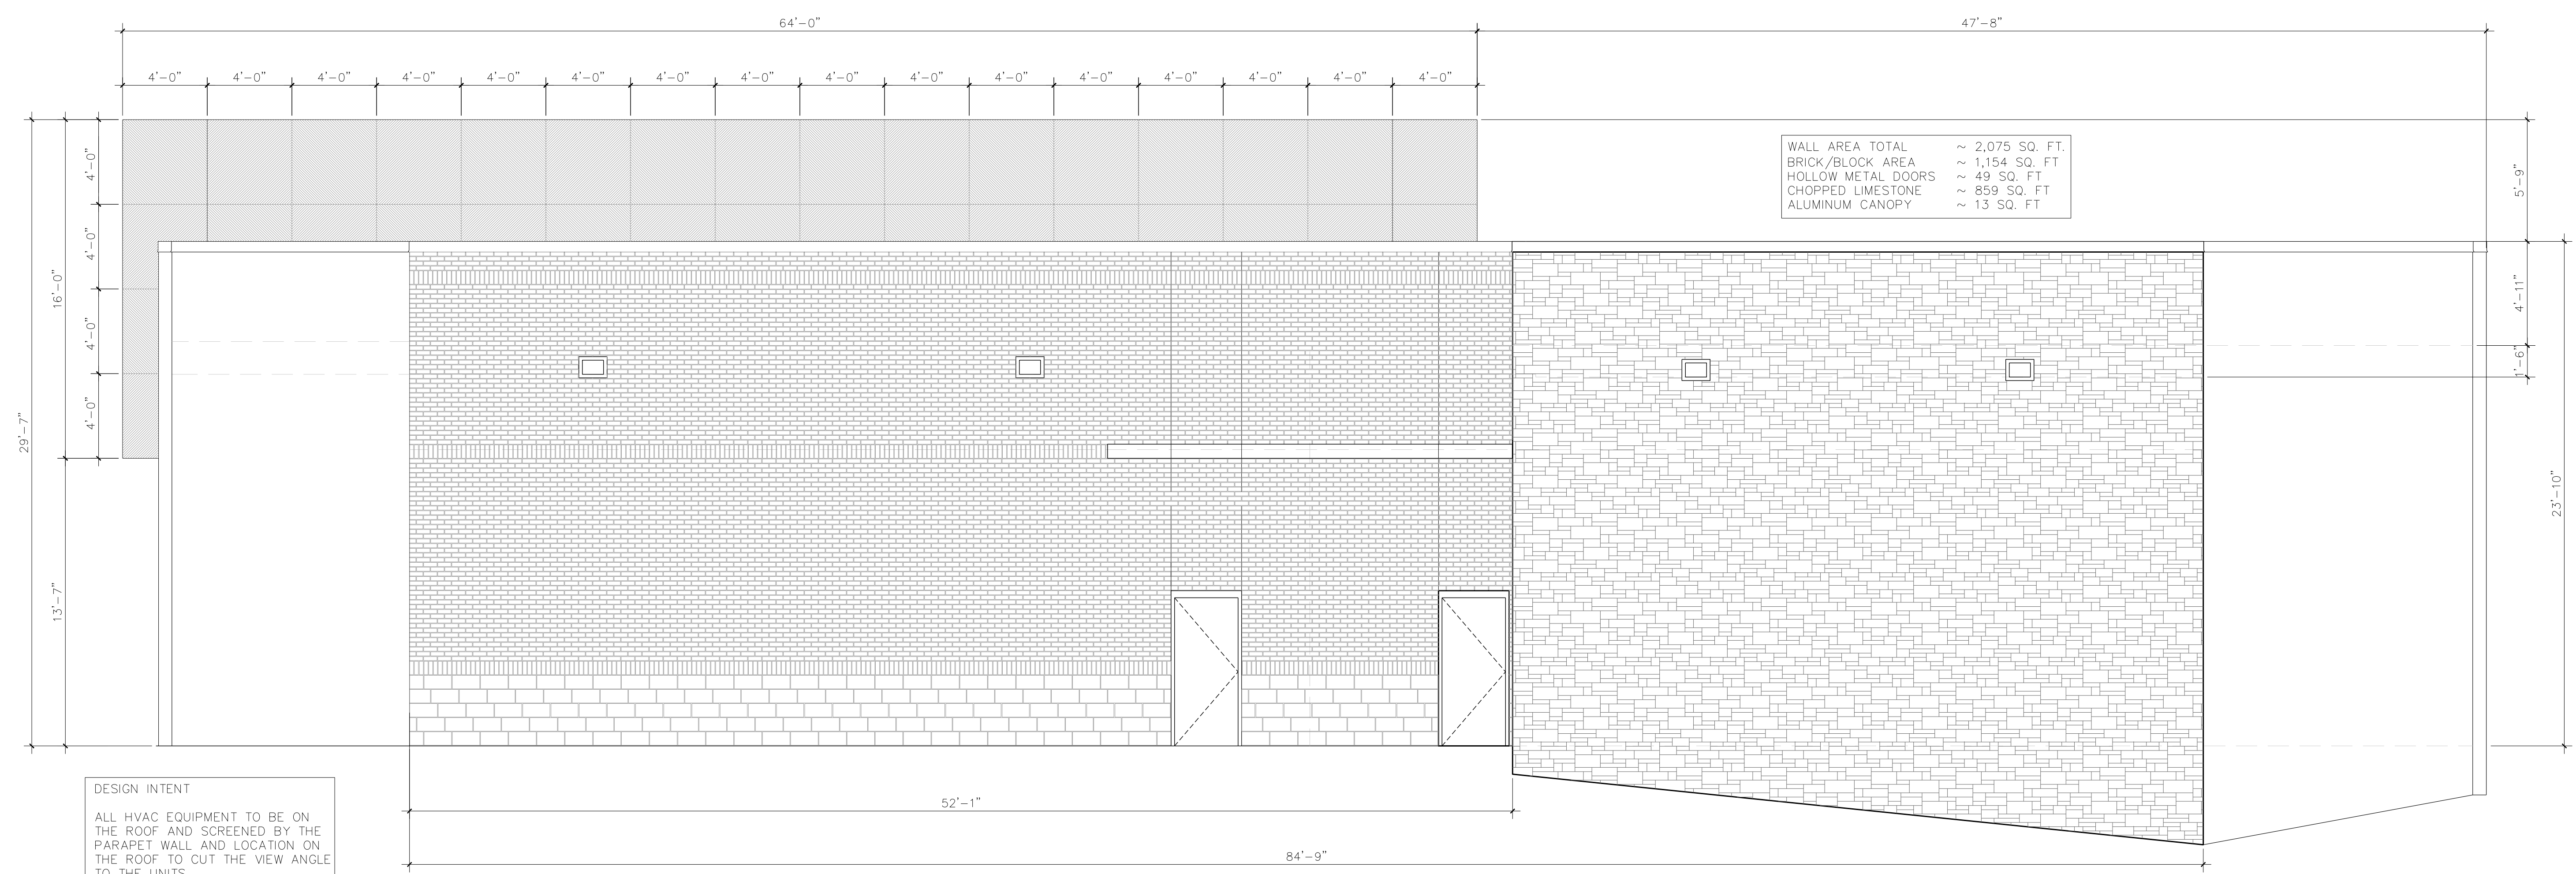 64'-0"
47'-8"
4'-0" 4'-0" 4'-0" 4'-0" 4'-0" 4'-0" 4'-0" 4'-0" 4'-0" 4'-0" 4'-0" 4'-0" 4'-0" 4'-0" 4'-0" 4'-0"
29'-7"
16'-0"
13'-7"
4'-0"
4'-0"
4'-0"
4'-0"
WALL AREA TOTAL ~ 2,075 SQ. FT.
BRICK/BLOCK AREA ~ 1,154 SQ. FT
HOLLOW METAL DOORS ~ 49 SQ. FT
CHOPPED LIMESTONE ~ 859 SQ. FT
ALUMINUM CANOPY ~ 13 SQ. FT
5'-9"
4'-11"
1'-6"
23'-10"
DESIGN INTENT
ALL HVAC EQUIPMENT TO BE ON
THE ROOF AND SCREENED BY THE
PARAPET WALL AND LOCATION ON
THE ROOF TO CUT THE VIEW ANGLE
TO THE UNITS
52'-1"
84'-9"